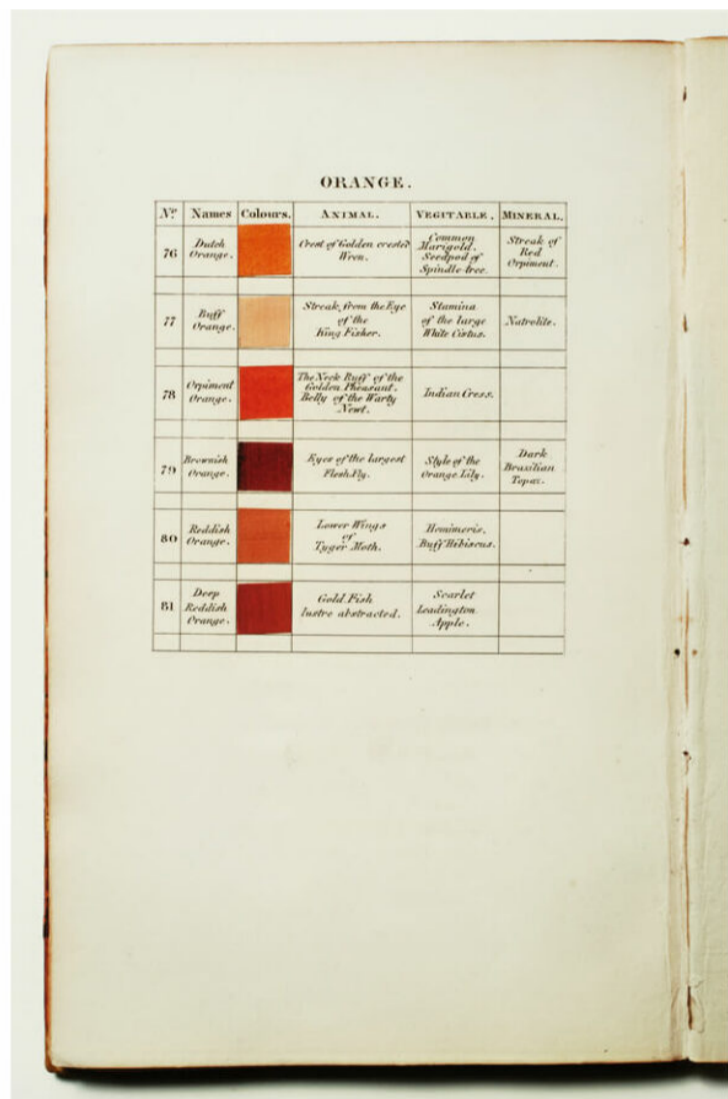 ORANGE.
Nº Names Colours. ANIMAL. VEGITABLE. MINERAL.
76 Dutch Orange. Crest of Golden crested Wren. Common Marigold. Seedpod of Spindle-tree. Streak of Red Orpiment.
77 Buff Orange. Streak from the Eye of the King Fisher. Stamina of the large White Cistus. Natrolite.
78 Orpiment Orange. The Neck Ruff of the Golden Pheasant. Belly of the Warty Newt. Indian Cress.
79 Brownish Orange. Eyes of the largest Flesh Fly. Style of the Orange Lily. Dark Brazilian Topaz.
80 Reddish Orange. Lower Wings of Tyger Moth. Hemimeris. Buff Hibiscus.
81 Deep Reddish Orange. Gold Fish lustre abstracted. Scarlet Leadington Apple.